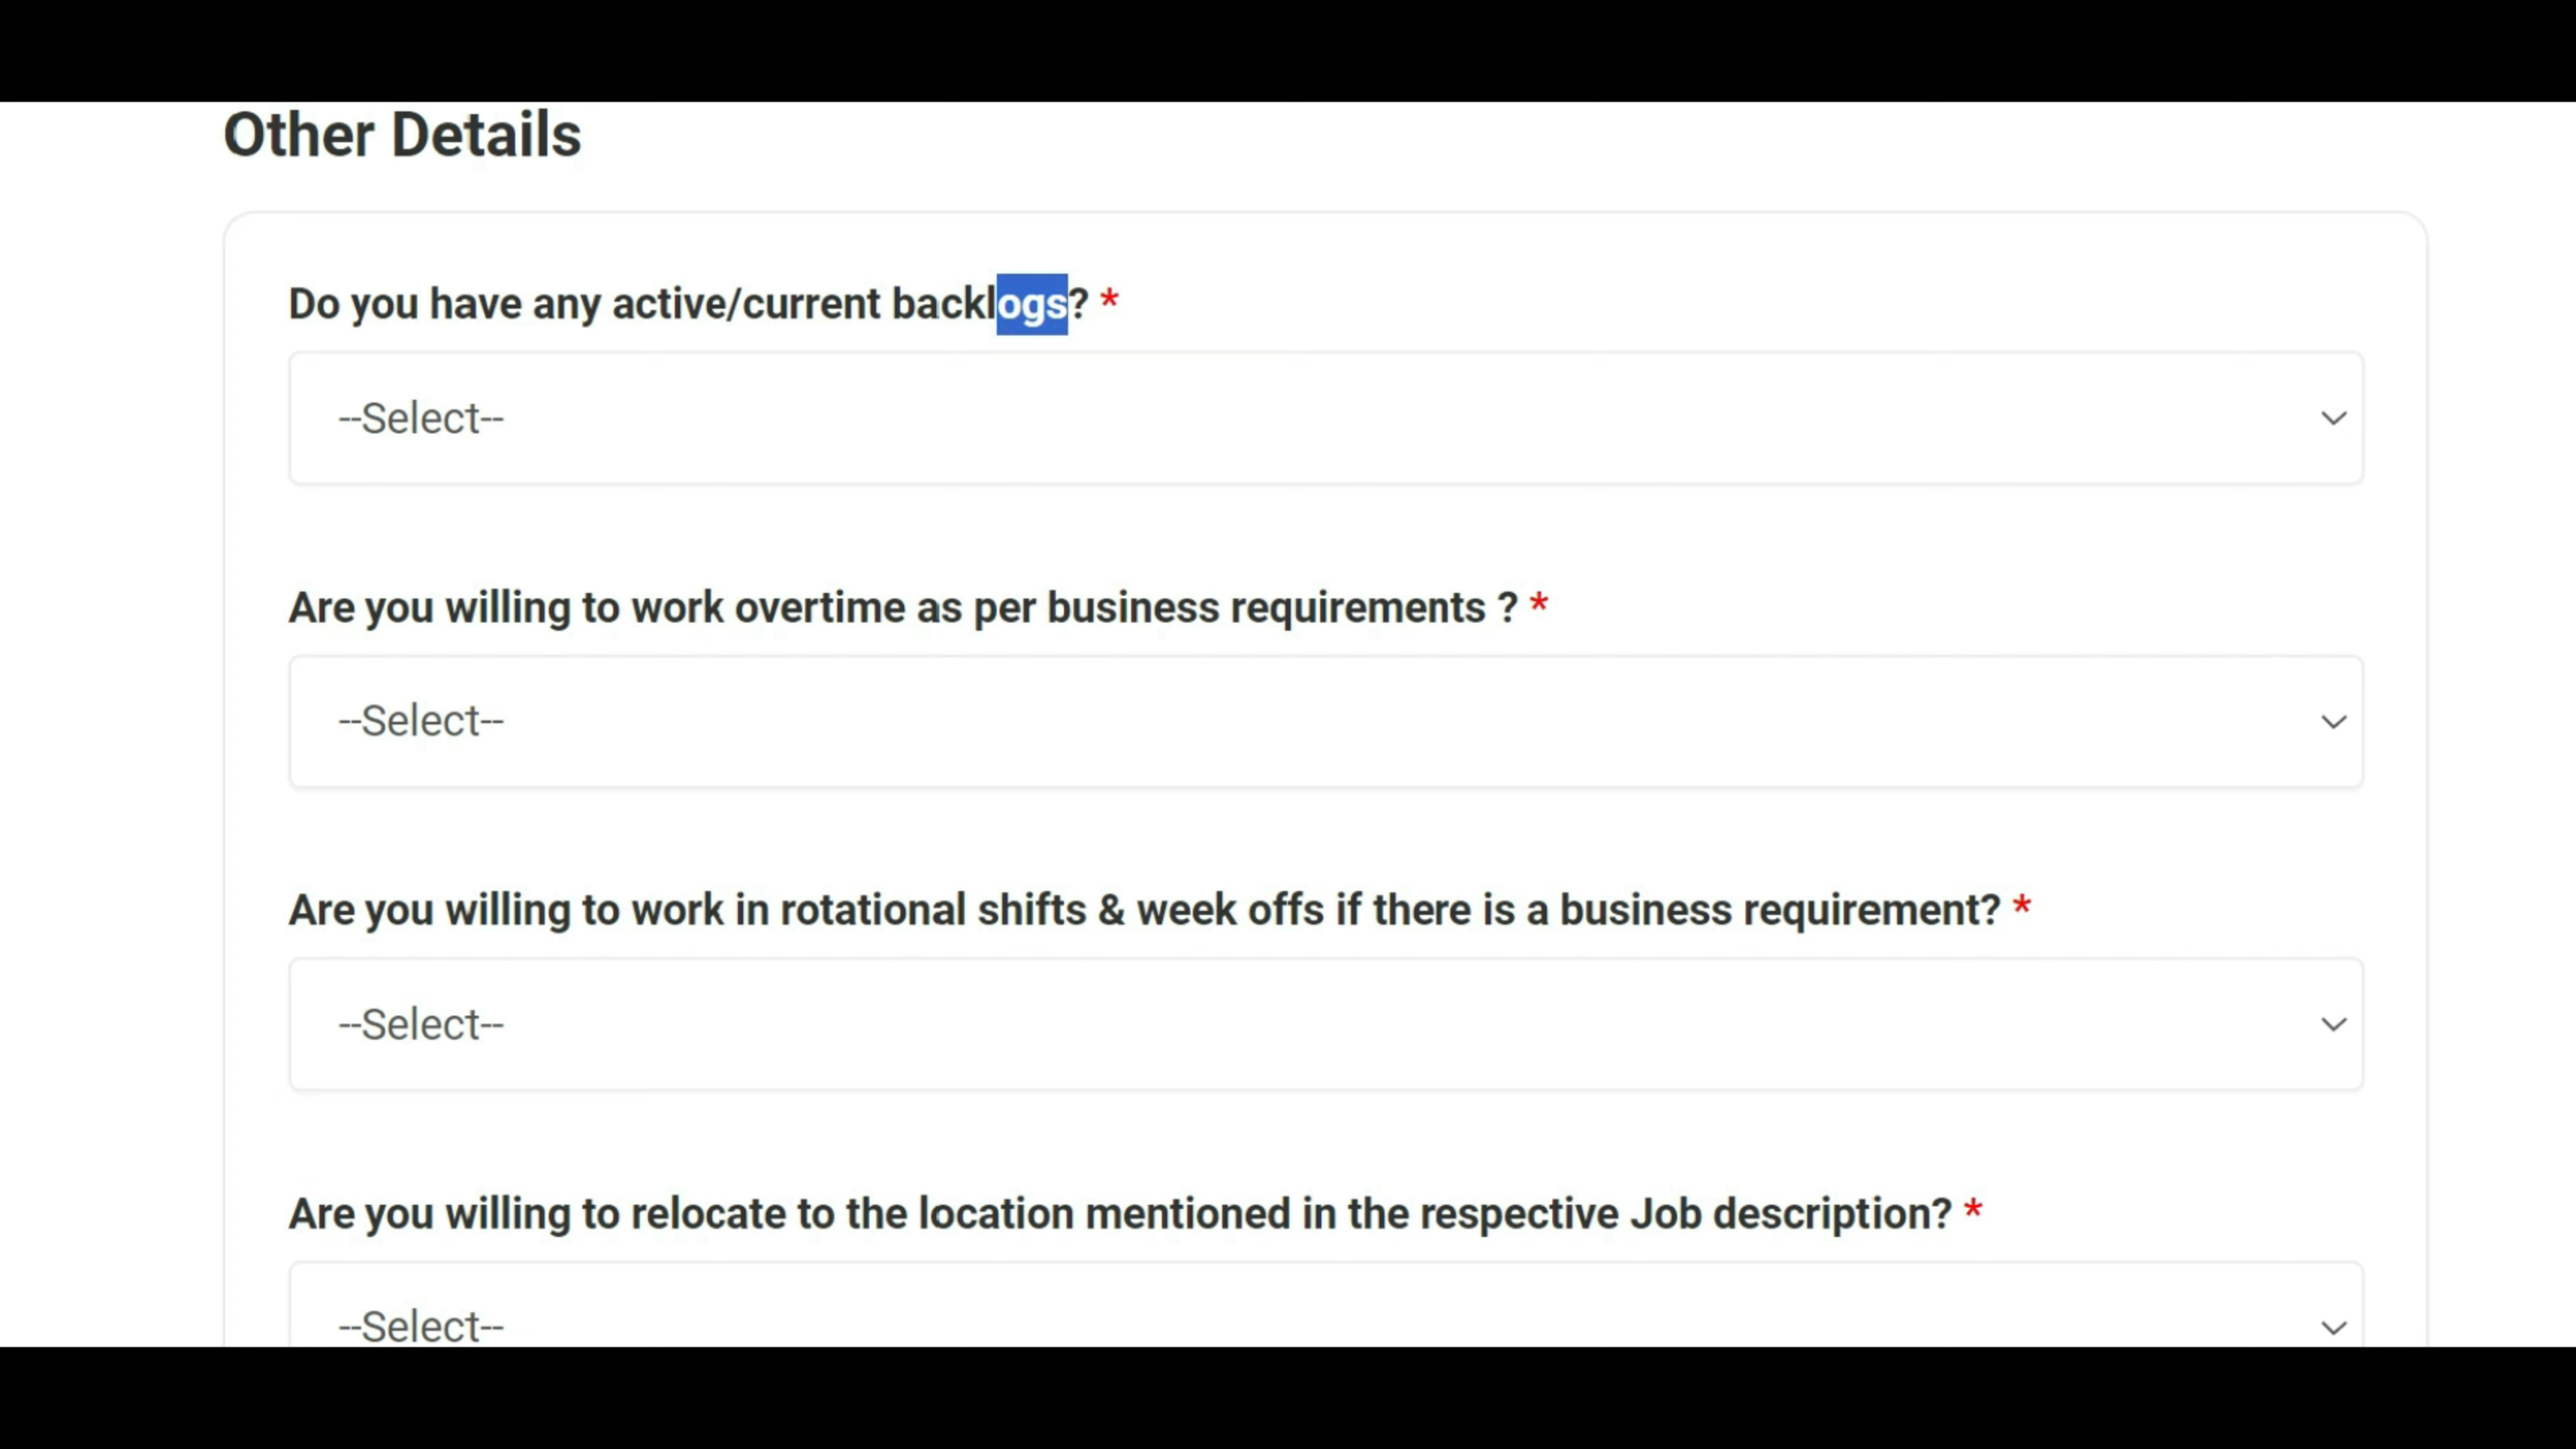 Other Details
Do you have any active/current backlogs? *
--Select--
Are you willing to work overtime as per business requirements ? *
--Select--
Are you willing to work in rotational shifts & week offs if there is a business requirement? *
--Select--
Are you willing to relocate to the location mentioned in the respective Job description? *
--Select--